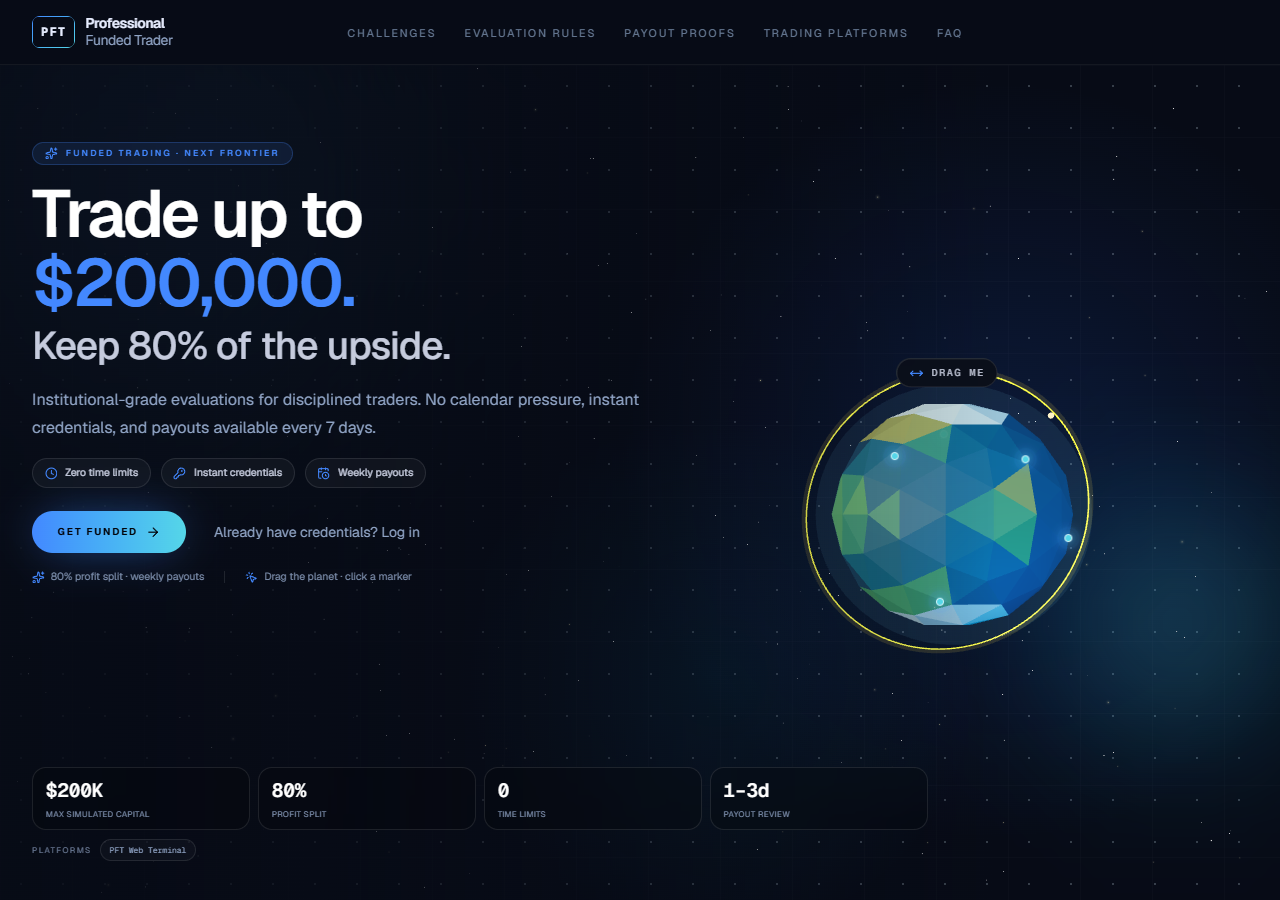 PFT
Professional
Funded Trader
CHALLENGES
EVALUATION RULES
PAYOUT PROOFS
TRADING PLATFORMS
FAQ
FUNDED TRADING · NEXT FRONTIER
Trade up to
$200,000.
Keep 80% of the upside.
Institutional-grade evaluations for disciplined traders. No calendar pressure, instant
credentials, and payouts available every 7 days.
Zero time limits
Instant credentials
Weekly payouts
GET FUNDED
Already have credentials? Log in
80% profit split · weekly payouts
Drag the planet · click a marker
DRAG ME
$200K
MAX SIMULATED CAPITAL
80%
PROFIT SPLIT
0
TIME LIMITS
1–3d
PAYOUT REVIEW
PLATFORMS
PFT Web Terminal